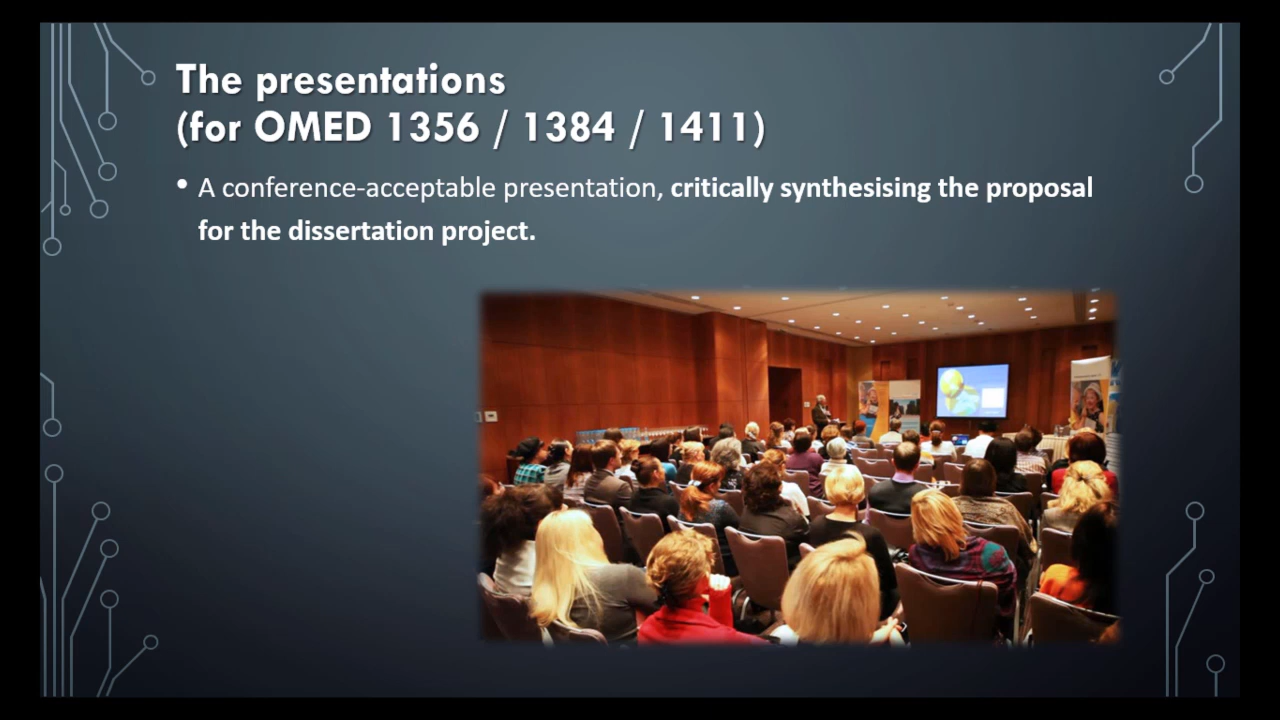 The presentations
(for OMED 1356 / 1384 / 1411)
• A conference-acceptable presentation, critically synthesising the proposal
for the dissertation project.